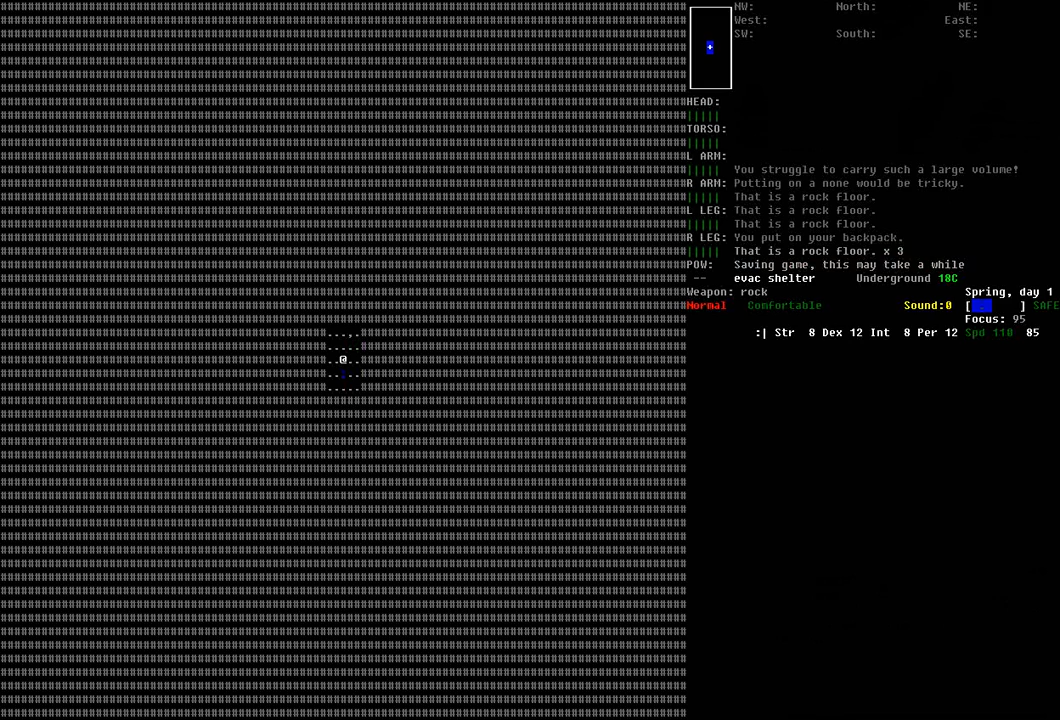 NW: North: NE:
West: East:
SW: South: SE:
HEAD:
TORSO:
L ARM:
You struggle to carry such a large volume!
R ARM: Putting on a none would be tricky.
That is a rock floor.
L LEG: That is a rock floor.
That is a rock floor.
R LEG: You put on your backpack.
That is a rock floor. x 3
POW: Saving game, this may take a while
-- evac shelter Underground 18C
Weapon: rock Spring, day 1
Normal Comfortable Sound:0 [ ] SAFE
Focus: 95
:| Str 8 Dex 12 Int 8 Per 12 Spd 110 85